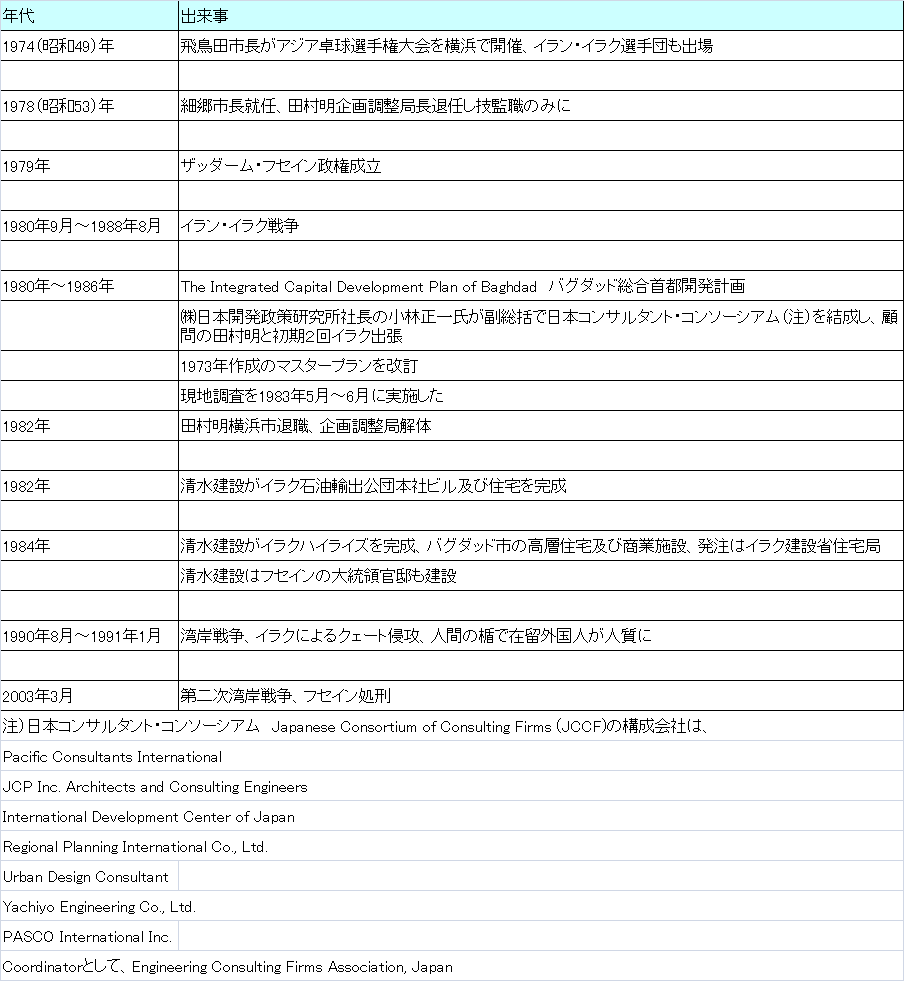 年代 出来事
1974(昭和49)年 飛鳥田市長がアジア卓球選手権大会を横浜で開催、イラン・イラク選手団も出場
1978(昭和53)年 細郷市長就任、田村明企画調整局長退任し技監職のみに
1979年 ザッダーム・フセイン政権成立
1980年9月～1988年8月 イラン・イラク戦争
1980年～1986年 The Integrated Capital Development Plan of Baghdad　バグダッド総合首都開発計画
㈱日本開発政策研究所社長の小林正一氏が副総括で日本コンサルタント・コンソーシアム(注)を結成し、顧
問の田村明と初期2回イラク出張
1973年作成のマスタープランを改訂
現地調査を1983年5月～6月に実施した
1982年 田村明横浜市退職、企画調整局解体
1982年 清水建設がイラク石油輸出公団本社ビル及び住宅を完成
1984年 清水建設がイラクハイライズを完成、バグダッド市の高層住宅及び商業施設、発注はイラク建設省住宅局
清水建設はフセインの大統領官邸も建設
1990年8月～1991年1月 湾岸戦争、イラクによるクェート侵攻、人間の楯で在留外国人が人質に
2003年3月 第二次湾岸戦争、フセイン処刑
注)日本コンサルタント・コンソーシアム　Japanese Consortium of Consulting Firms (JCCF)の構成会社は、
Pacific Consultants International
JCP Inc. Architects and Consulting Engineers
International Development Center of Japan
Regional Planning International Co., Ltd.
Urban Design Consultant
Yachiyo Engineering Co., Ltd.
PASCO International Inc.
Coordinatorとして、Engineering Consulting Firms Association, Japan